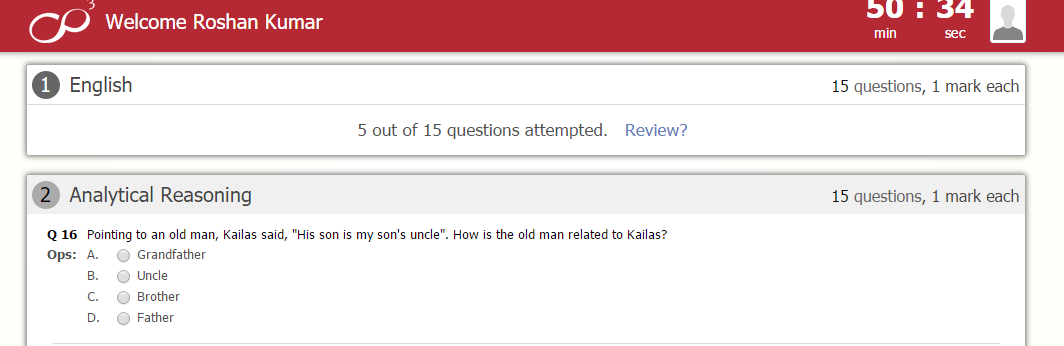 3 Welcome Roshan Kumar 50 : 34
min sec
1 English 15 questions, 1 mark each
5 out of 15 questions attempted. Review?
2 Analytical Reasoning 15 questions, 1 mark each
Q 16 Pointing to an old man, Kailas said, "His son is my son's uncle". How is the old man related to Kailas?
Ops: A. Grandfather
B. Uncle
C. Brother
D. Father